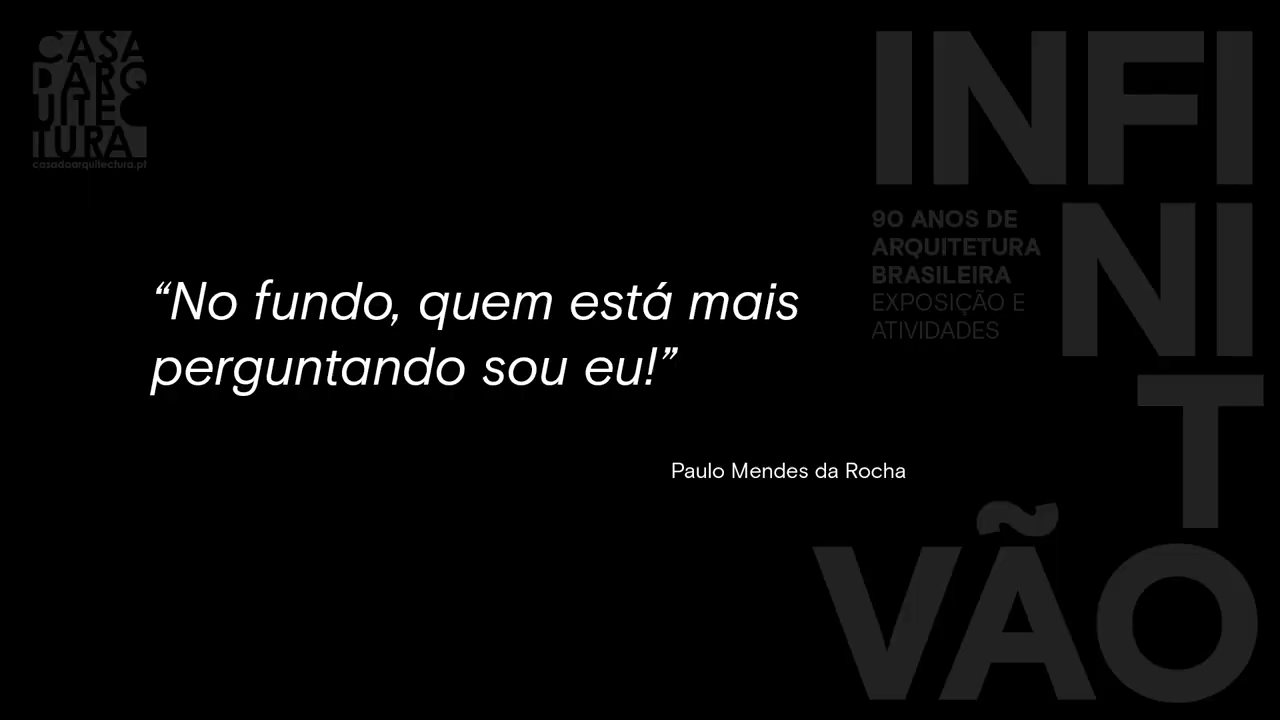 CASA
DARQ
UITEC
TURA
casadaarquitectura.pt
INFI
NI
T
VÃO
90 ANOS DE
ARQUITETURA
BRASILEIRA
EXPOSIÇÃO E
ATIVIDADES
“No fundo, quem está mais
perguntando sou eu!”
Paulo Mendes da Rocha